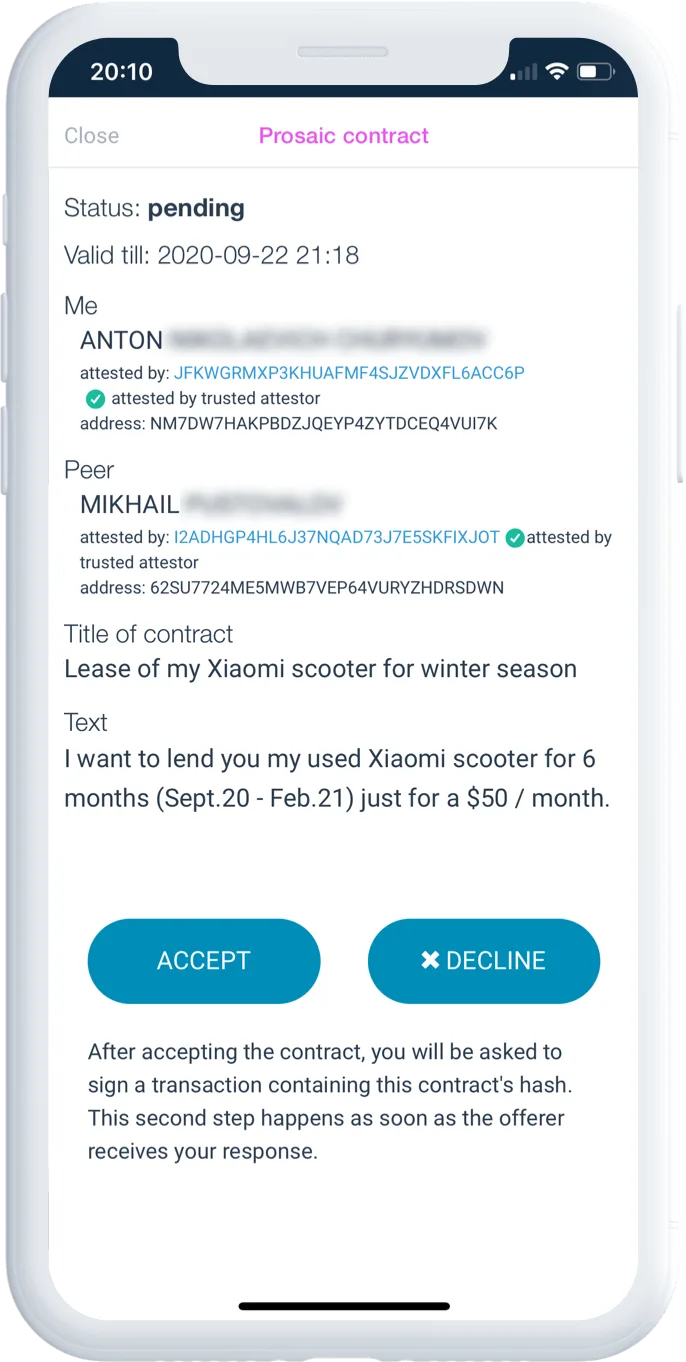 20:10
Close
Prosaic contract
Status: pending
Valid till: 2020-09-22 21:18
Me
ANTON
attested by: JFKWGRMXP3KHUAFMF4SJZVDXFL6ACC6P
attested by trusted attestor
address: NM7DW7HAKPBDZJQEYP4ZYTDCEQ4VUI7K
Peer
MIKHAIL
attested by: I2ADHGP4HL6J37NQAD73J7E5SKFIXJOT attested by
trusted attestor
address: 62SU7724ME5MWB7VEP64VURYZHDRSDWN
Title of contract
Lease of my Xiaomi scooter for winter season
Text
I want to lend you my used Xiaomi scooter for 6
months (Sept.20 - Feb.21) just for a $50 / month.
ACCEPT
✖ DECLINE
After accepting the contract, you will be asked to
sign a transaction containing this contract's hash.
This second step happens as soon as the offerer
receives your response.